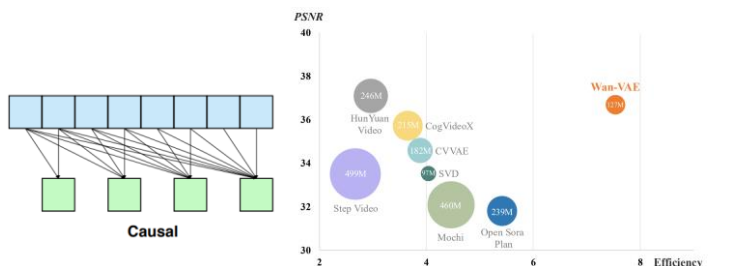 Causal
PSNR
40
38
36
34
32
30
2
4
6
8
Efficiency
246M
HunYuan
Video
215M
CogVideoX
182M
CVVAE
97M
SVD
499M
Step Video
460M
Mochi
239M
Open Sora
Plan
Wan-VAE
127M